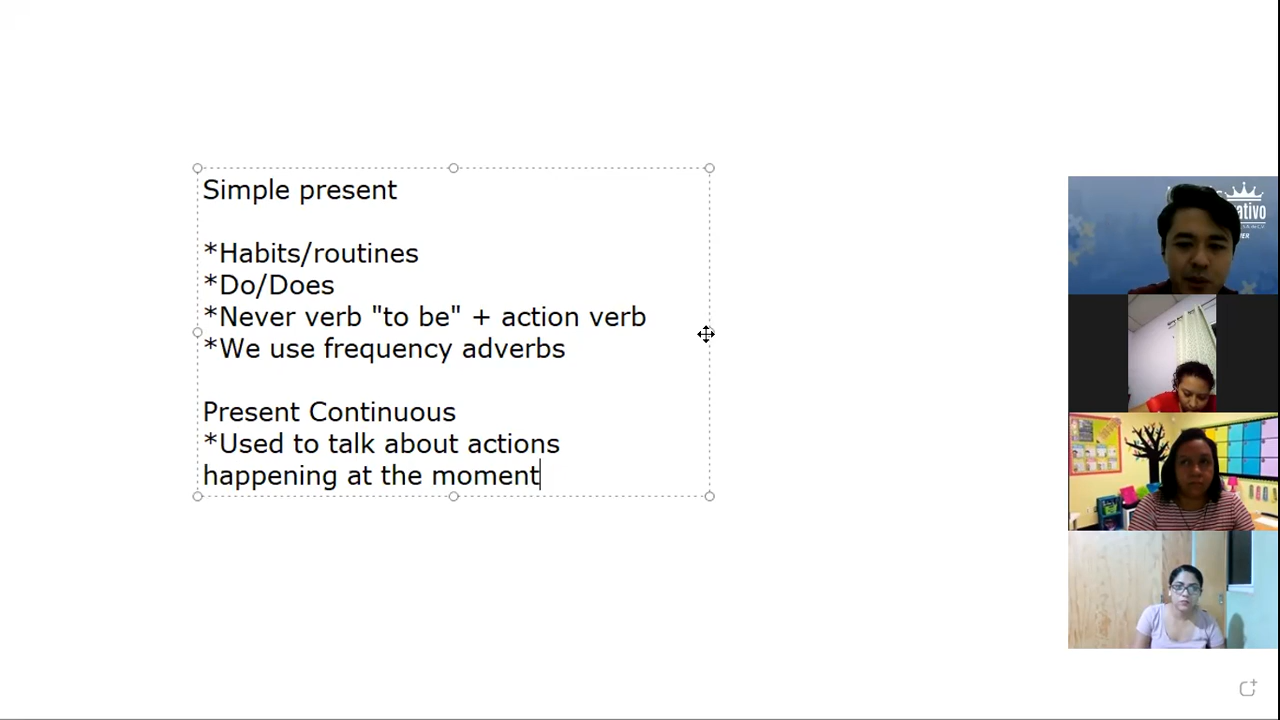 Simple present
*Habits/routines
*Do/Does
*Never verb "to be" + action verb
*We use frequency adverbs
Present Continuous
*Used to talk about actions
happening at the moment